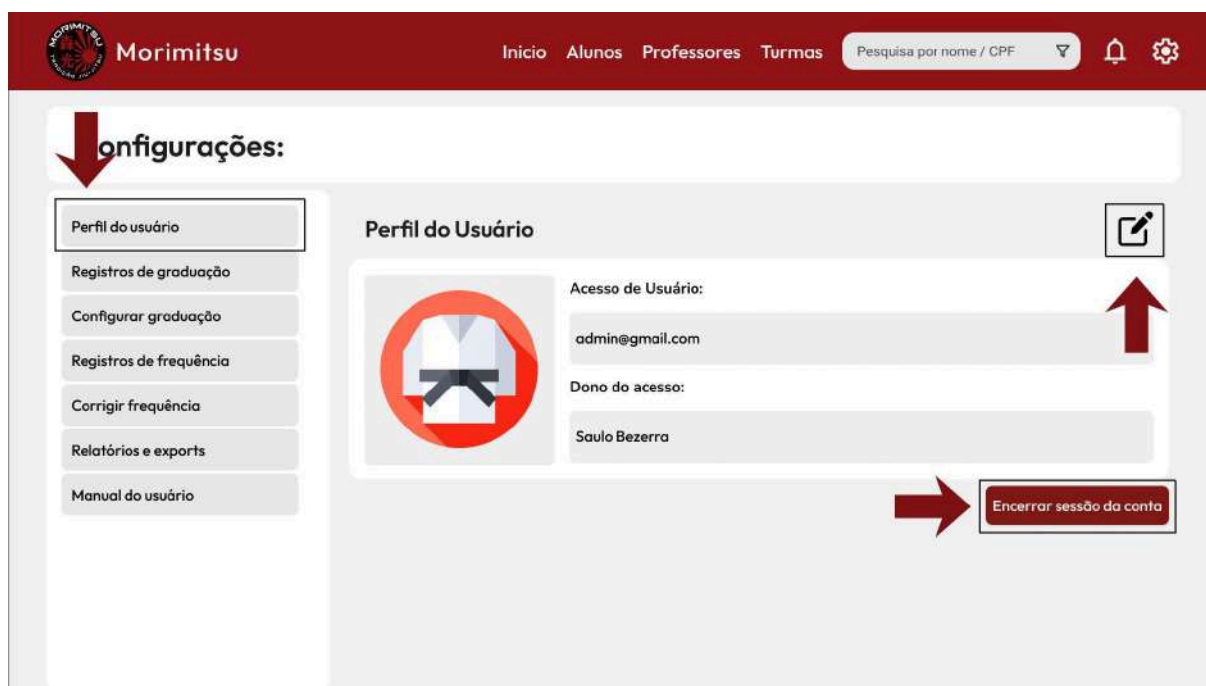 MORIMITSU
Morimitsu
Inicio Alunos Professores Turmas Pesquisa por nome / CPF
onfigurações:
Perfil do usuário
Registros de graduação
Configurar graduação
Registros de frequência
Corrigir frequência
Relatórios e exports
Manual do usuário
Perfil do Usuário
Acesso de Usuário:
admin@gmail.com
Dono do acesso:
Saulo Bezerra
Encerrar sessão da conta